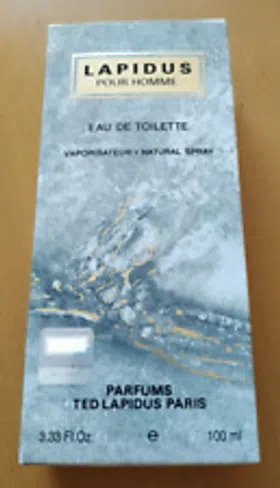 LAPIDUS
POUR HOMME
EAU DE TOILETTE
VAPORISATEUR • NATURAL SPRAY
PARFUMS
TED LAPIDUS PARIS
3.33 Fl.Oz. e 100 ml